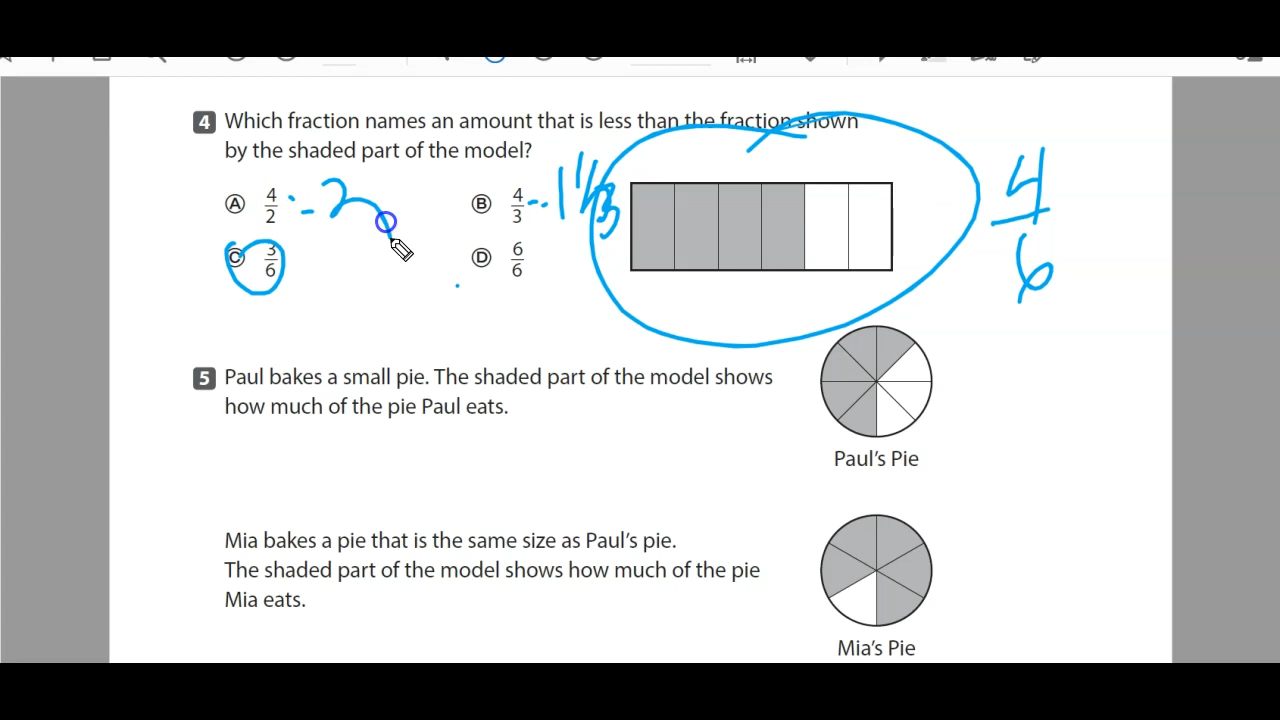 4 Which fraction names an amount that is less than the fraction shown
by the shaded part of the model?
A 4/2 = 2
B 4/3 = 1 1/3
C 3/6
D 6/6
4/6
5 Paul bakes a small pie. The shaded part of the model shows
how much of the pie Paul eats.
Paul's Pie
Mia bakes a pie that is the same size as Paul's pie.
The shaded part of the model shows how much of the pie
Mia eats.
Mia's Pie